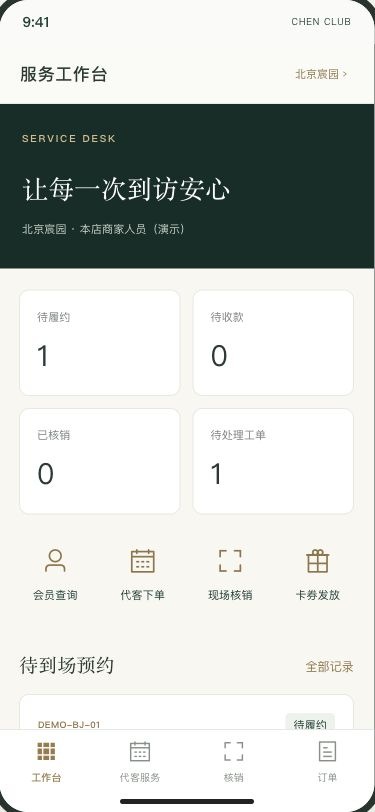 9:41 CHEN CLUB
服务工作台 北京宸园 ›
SERVICE DESK
让每一次到访安心
北京宸园 · 本店商家人员（演示）
待履约 待收款
1 0
已核销 待处理工单
0 1
会员查询 代客下单 现场核销 卡券发放
待到场预约 全部记录
DEMO-BJ-01 待履约
工作台 代客服务 核销 订单